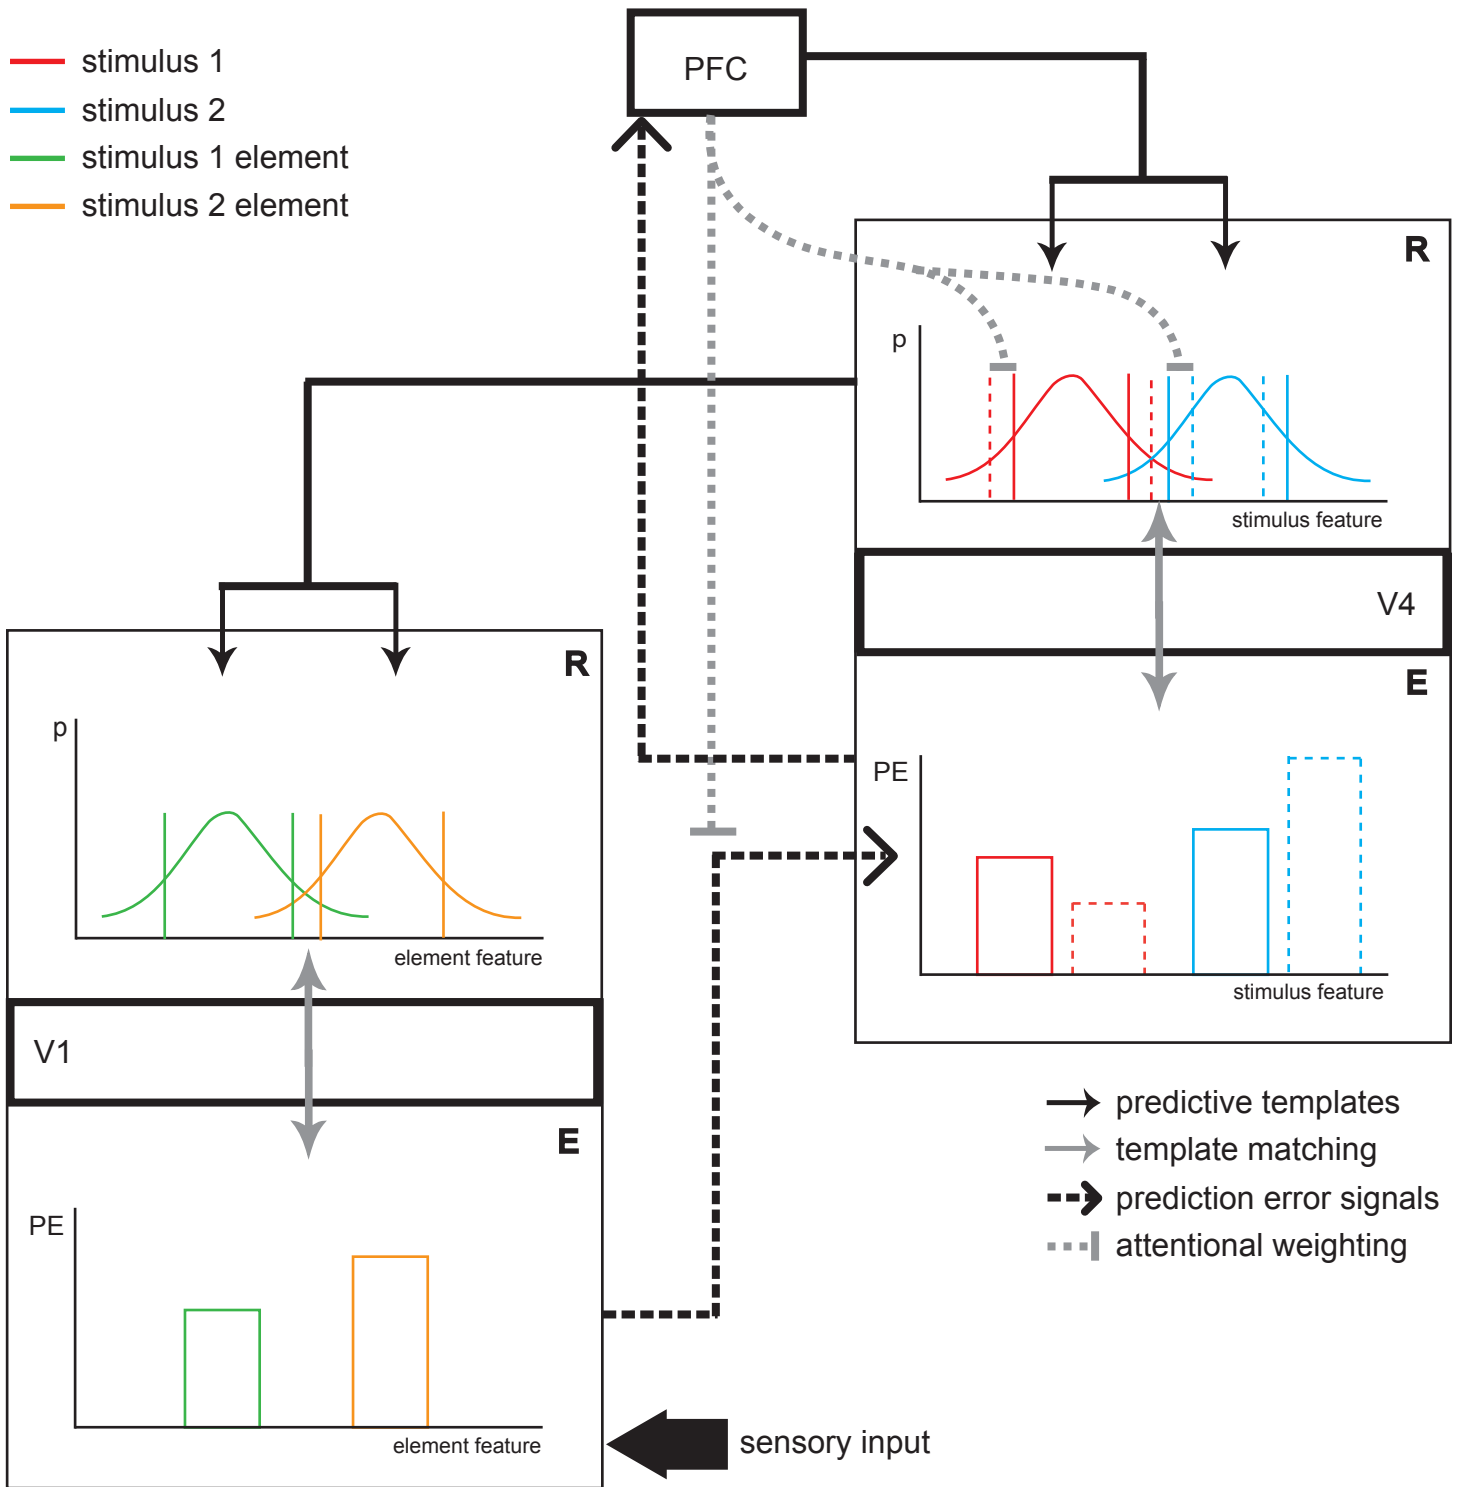 stimulus 1
stimulus 2
stimulus 1 element
stimulus 2 element
PFC
R
p
stimulus feature
V4
E
PE
stimulus feature
R
p
element feature
V1
E
PE
element feature
sensory input
predictive templates
template matching
prediction error signals
attentional weighting